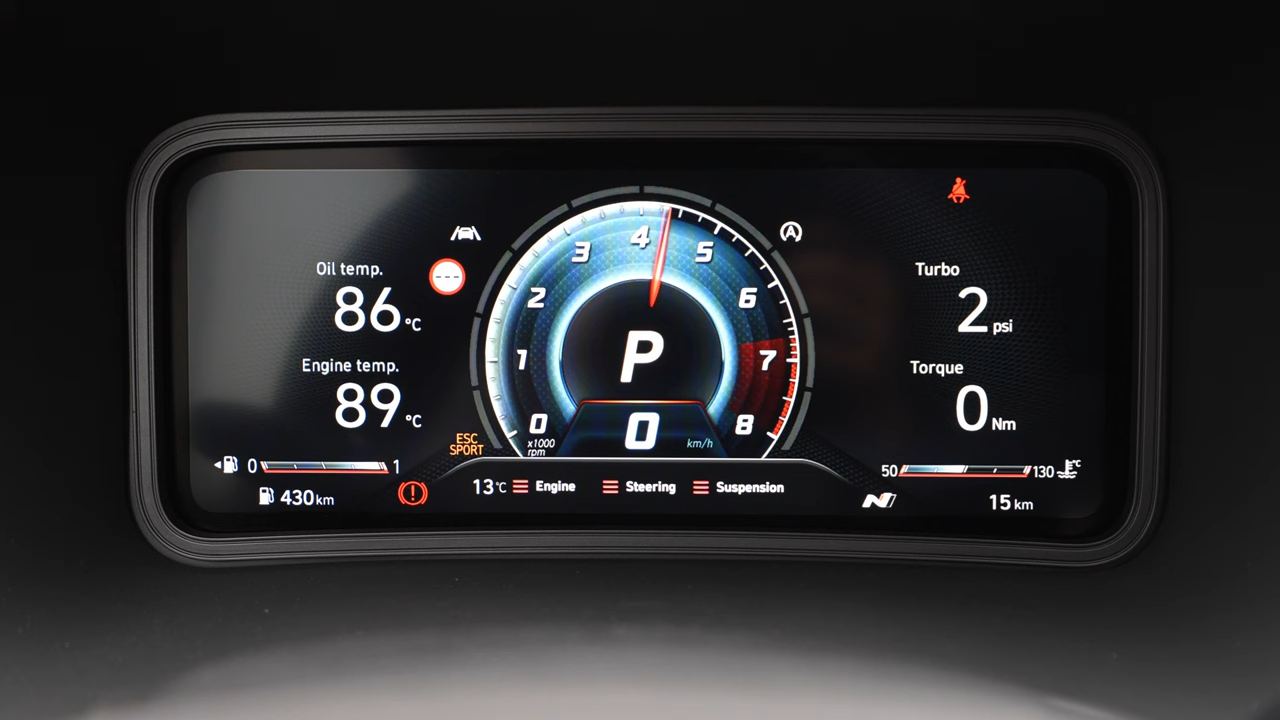 Oil temp.
86 °C
Engine temp.
89 °C
ESC
SPORT
0 1
430 km
0 1 2 3 4 5 6 7 8
x1000
rpm
P
0 km/h
13°C Engine Steering Suspension
A
Turbo
2 psi
Torque
0 Nm
50 130 °C
N
15 km